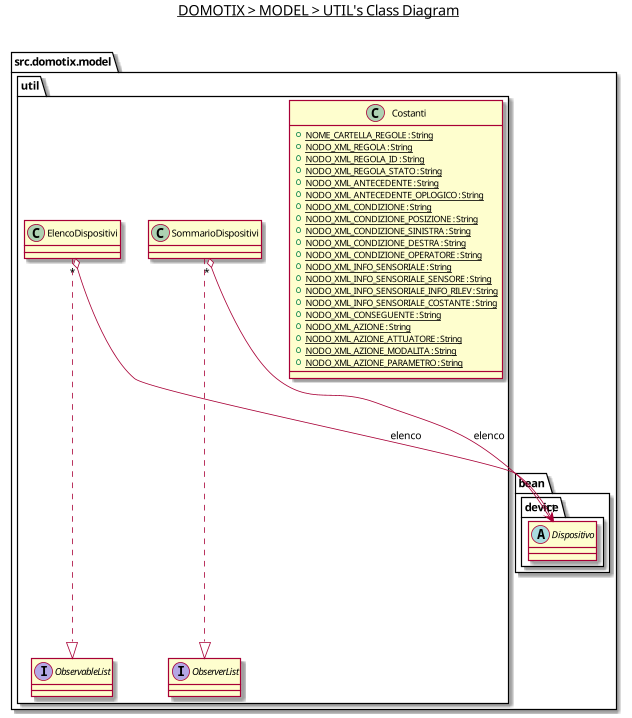 DOMOTIX > MODEL > UTIL's Class Diagram
src.domotix.model
util
C Costanti
NOME_CARTELLA_REGOLE : String
NODO_XML_REGOLA : String
NODO_XML_REGOLA_ID : String
NODO_XML_REGOLA_STATO : String
NODO_XML_ANTECEDENTE : String
NODO_XML_ANTECEDENTE_OPLOGICO : String
NODO_XML_CONDIZIONE : String
NODO_XML_CONDIZIONE_POSIZIONE : String
NODO_XML_CONDIZIONE_SINISTRA : String
NODO_XML_CONDIZIONE_DESTRA : String
NODO_XML_CONDIZIONE_OPERATORE : String
NODO_XML_INFO_SENSORIALE : String
NODO_XML_INFO_SENSORIALE_SENSORE : String
NODO_XML_INFO_SENSORIALE_INFO_RILEV : String
NODO_XML_INFO_SENSORIALE_COSTANTE : String
NODO_XML_CONSEGUENTE : String
NODO_XML_AZIONE : String
NODO_XML_AZIONE_ATTUATORE : String
NODO_XML_AZIONE_MODALITA : String
NODO_XML_AZIONE_PARAMETRO : String
C ElencoDispositivi
C SommarioDispositivi
*
*
elenco
elenco
bean
device
A Dispositivo
I ObservableList
I ObserverList